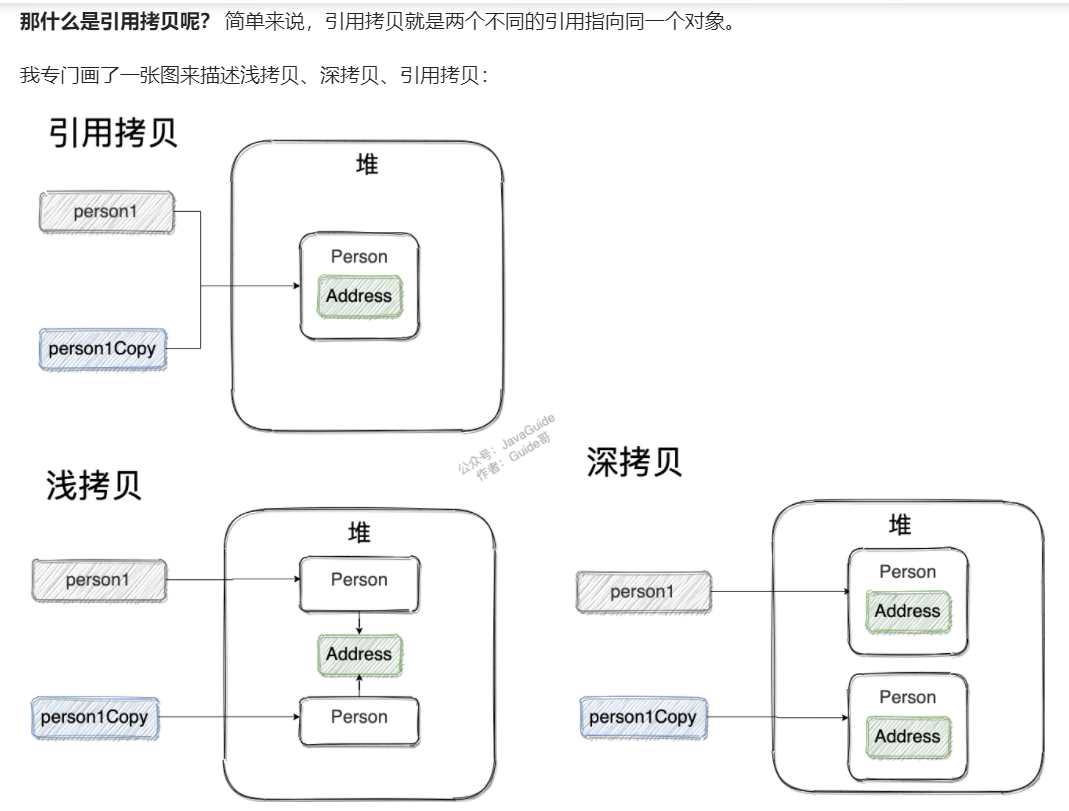 那什么是引用拷贝呢? 简单来说，引用拷贝就是两个不同的引用指向同一个对象。
我专门画了一张图来描述浅拷贝、深拷贝、引用拷贝：
引用拷贝
堆
person1
Person
Address
person1Copy
公众号：JavaGuide
作者：Guide哥
浅拷贝
堆
person1
Person
Address
person1Copy
Person
深拷贝
堆
person1
Person
Address
person1Copy
Person
Address